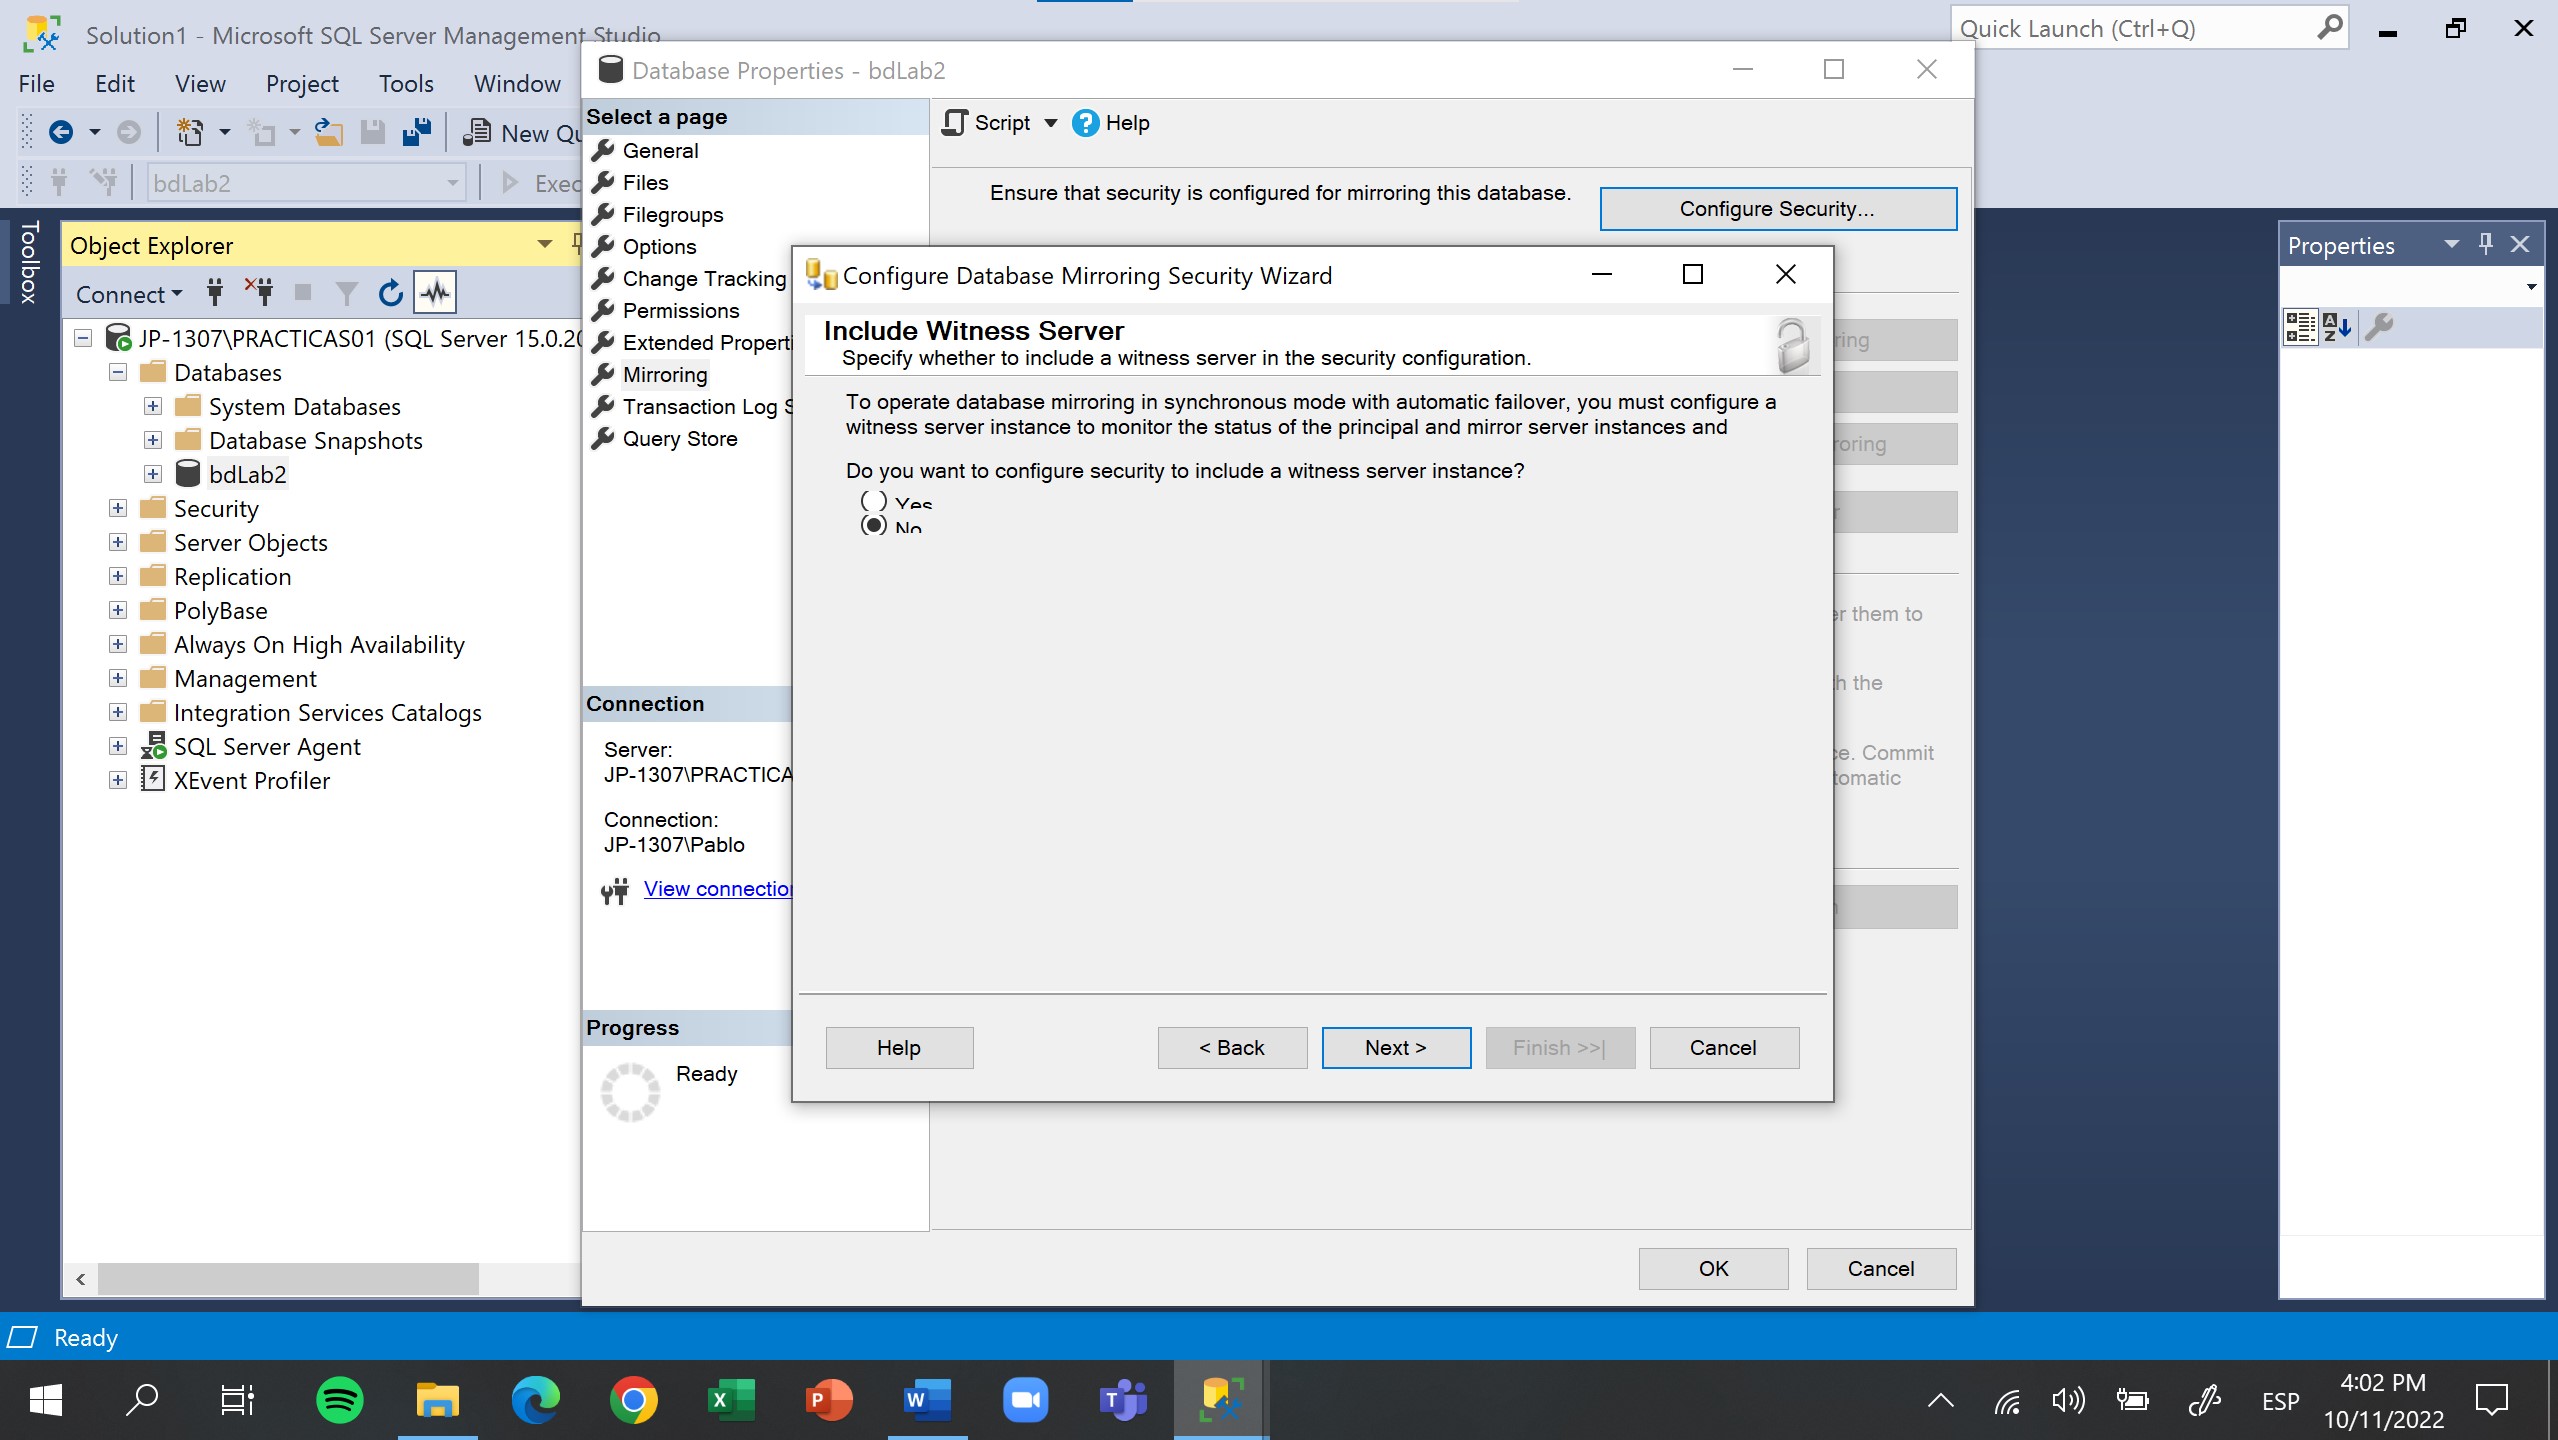 Solution1 - Microsoft SQL Server Management Studio
Quick Launch (Ctrl+Q)
File Edit View Project Tools Window
Database Properties - bdLab2
Select a page
General
Files
Filegroups
Options
Change Tracking
Permissions
Extended Properti
Mirroring
Transaction Log S
Query Store
Script
Help
Ensure that security is configured for mirroring this database.
Configure Security...
New Qu
bdLab2
Exec
Toolbox
Object Explorer
Connect
JP-1307\PRACTICAS01 (SQL Server 15.0.20
Databases
System Databases
Database Snapshots
bdLab2
Security
Server Objects
Replication
PolyBase
Always On High Availability
Management
Integration Services Catalogs
SQL Server Agent
XEvent Profiler
Configure Database Mirroring Security Wizard
Include Witness Server
Specify whether to include a witness server in the security configuration.
To operate database mirroring in synchronous mode with automatic failover, you must configure a
witness server instance to monitor the status of the principal and mirror server instances and
Do you want to configure security to include a witness server instance?
Yes
No
Help
< Back
Next >
Finish >>|
Cancel
ring
roring
r
er them to
h the
ce. Commit
tomatic
Connection
Server:
JP-1307\PRACTICA
Connection:
JP-1307\Pablo
View connection
Progress
Ready
OK
Cancel
Properties
Ready
ESP
4:02 PM
10/11/2022